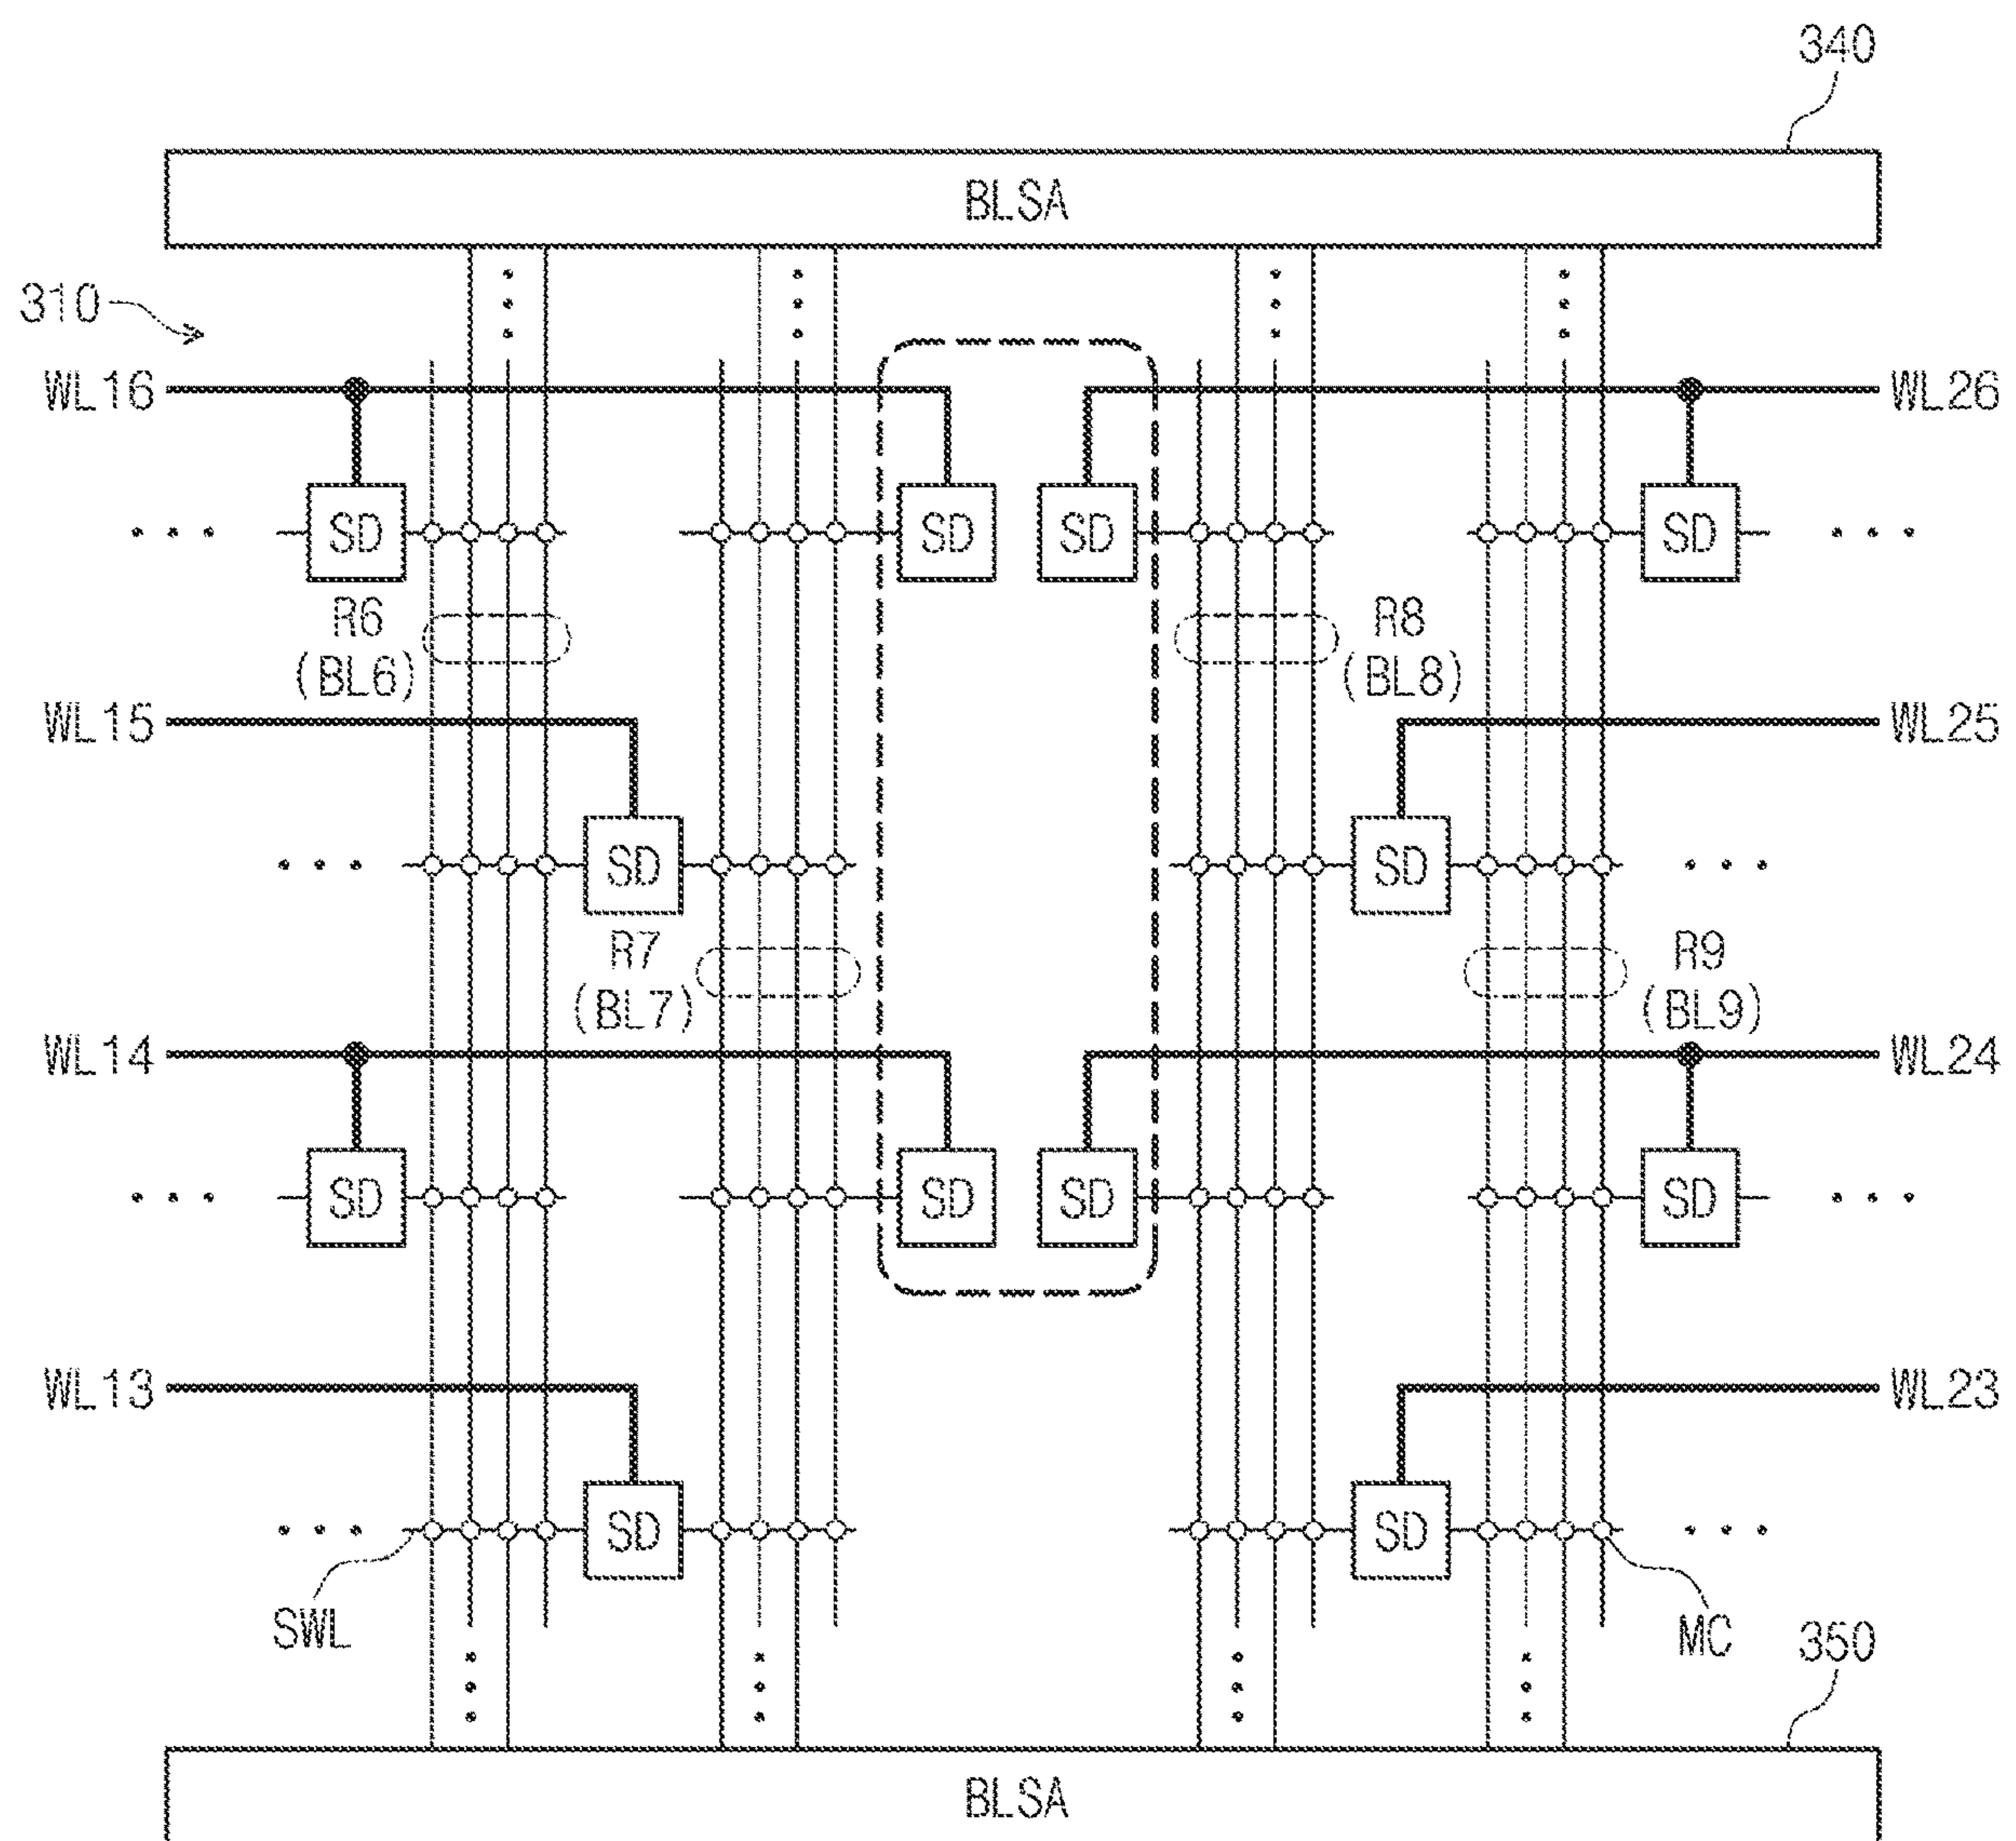 340
BLSA
310
WL16 WL26
SD SD SD SD
R6 R8
(BL6) (BL8)
WL15 WL25
SD SD
R7 R9
(BL7) (BL9)
WL14 WL24
SD SD SD SD
WL13 WL23
SD SD
SWL MC 350
BLSA